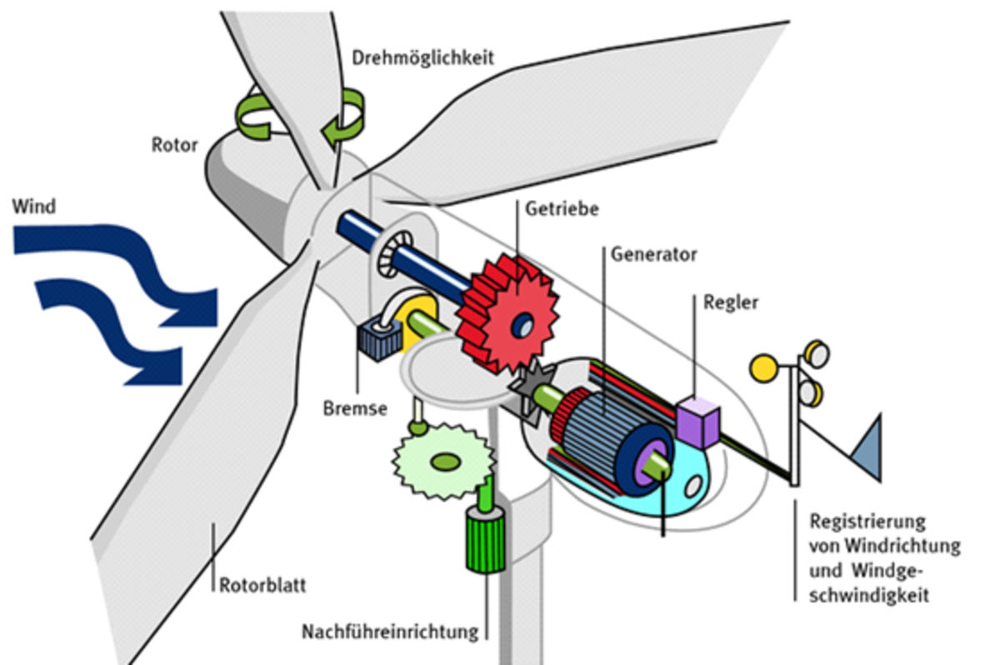 Drehmöglichkeit
Rotor
Wind
Getriebe
Generator
Regler
Bremse
Registrierung
von Windrichtung
und Windge-
schwindigkeit
Rotorblatt
Nachführeinrichtung